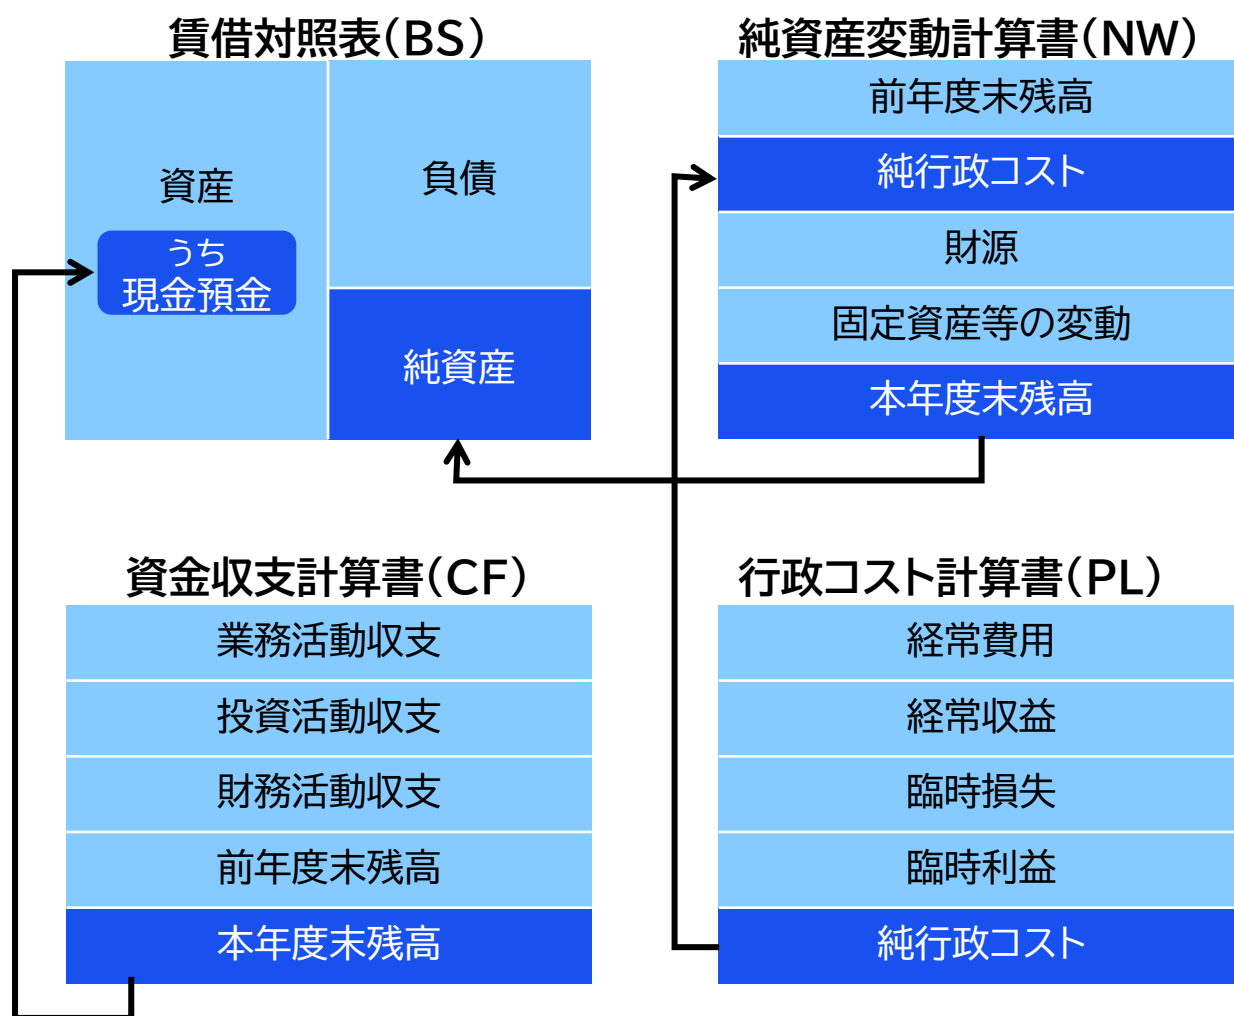 賃借対照表（BS）
資産
うち
現金預金
負債
純資産
純資産変動計算書（NW）
前年度末残高
純行政コスト
財源
固定資産等の変動
本年度末残高
資金収支計算書（CF）
業務活動収支
投資活動収支
財務活動収支
前年度末残高
本年度末残高
行政コスト計算書（PL）
経常費用
経常収益
臨時損失
臨時利益
純行政コスト